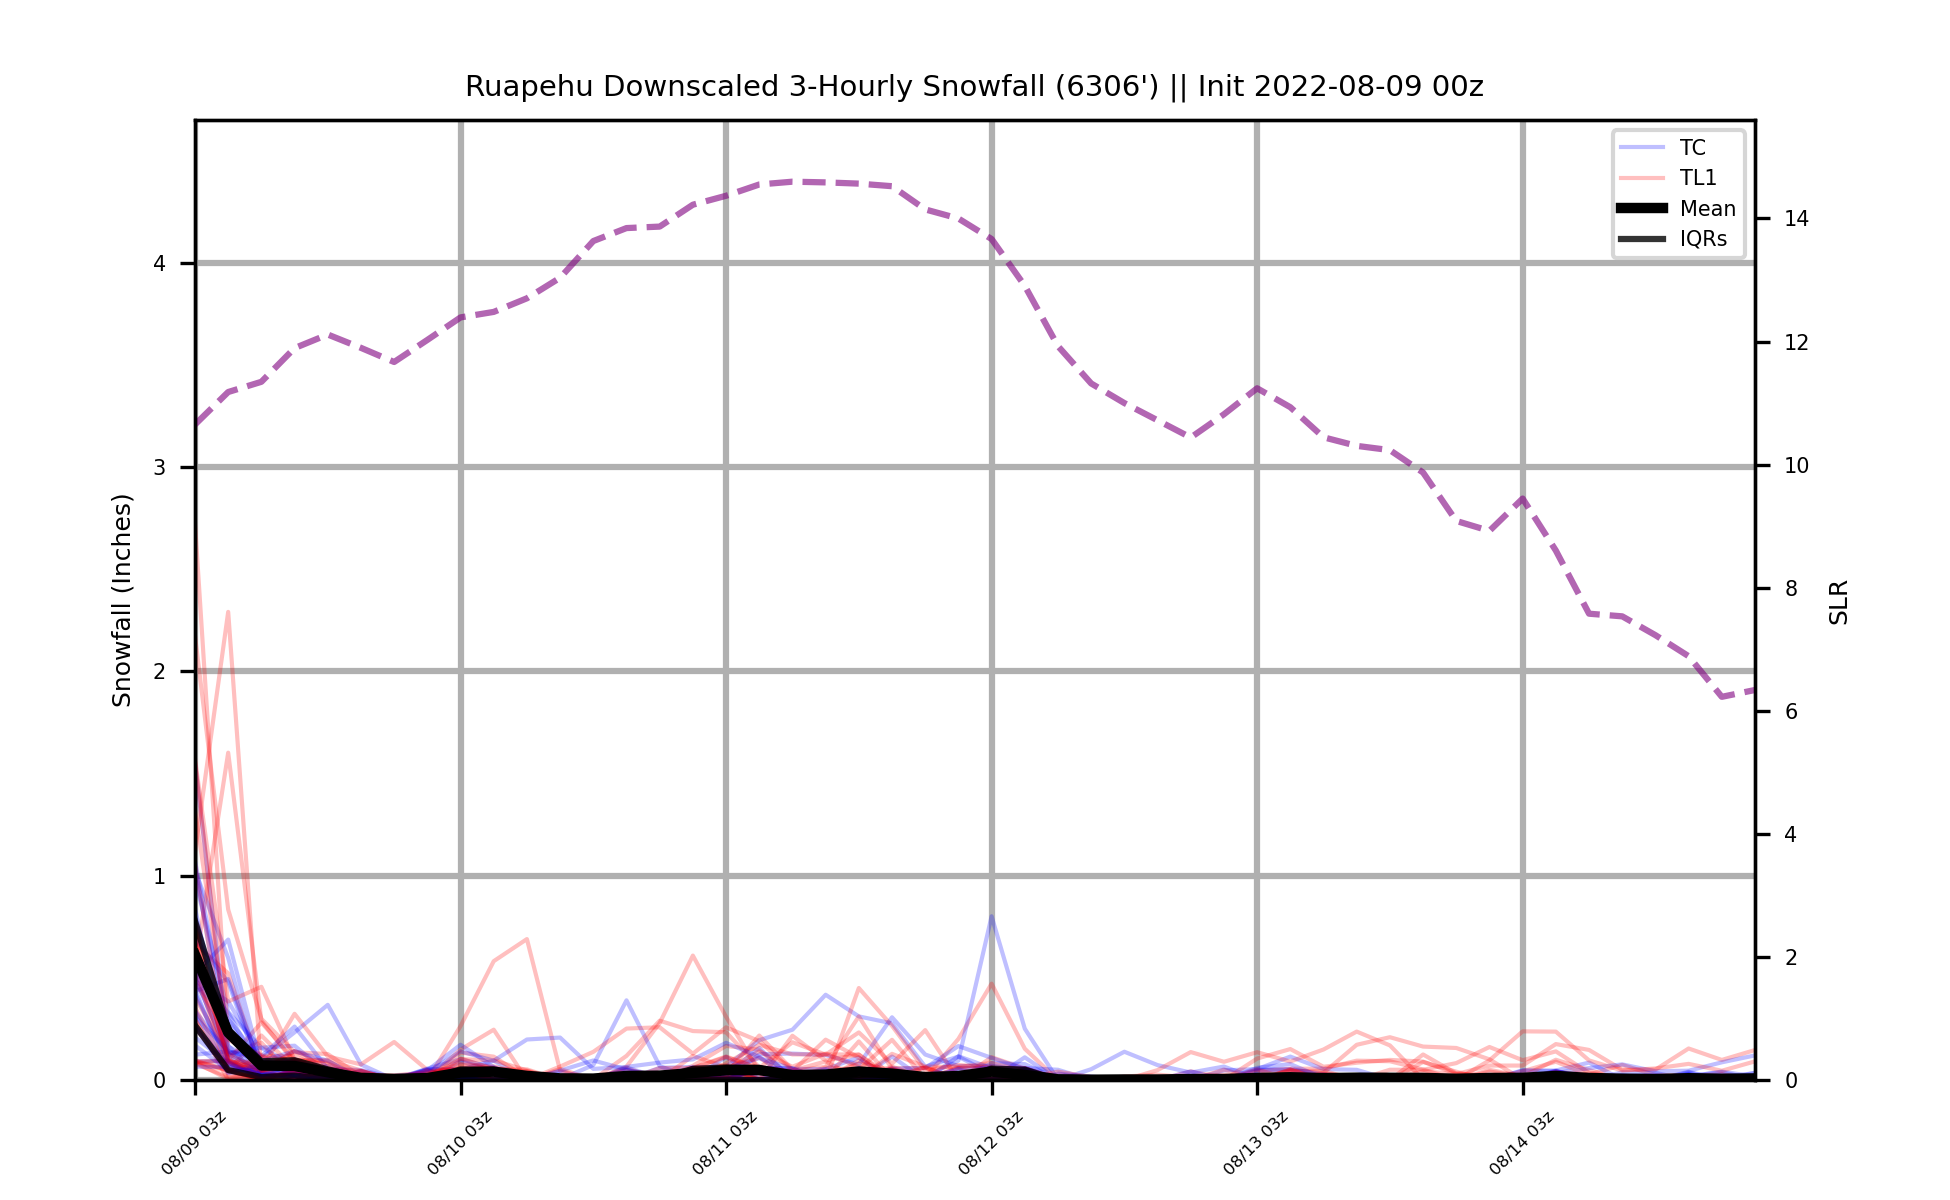 Ruapehu Downscaled 3-Hourly Snowfall (6306') || Init 2022-08-09 00z
TC
TL1
Mean
IQRs
Snowfall (Inches)
4
3
2
1
0
SLR
14
12
10
8
6
4
2
0
08/09 03z
08/10 03z
08/11 03z
08/12 03z
08/13 03z
08/14 03z